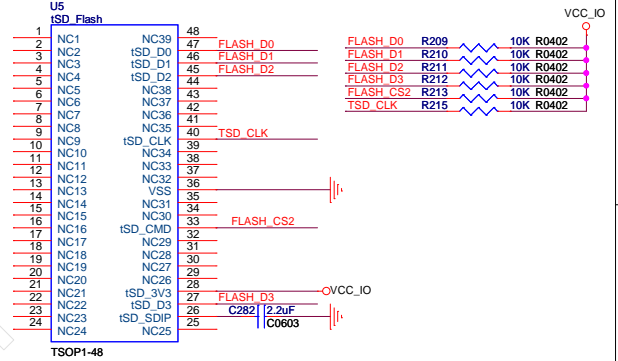 U5
tSD_Flash
1 NC1 NC39 48
2 NC2 tSD_D0 47 FLASH_D0
3 NC3 tSD_D1 46 FLASH_D1
4 NC4 tSD_D2 45 FLASH_D2
5 NC5 NC38 44
6 NC6 NC37 43
7 NC7 NC36 42
8 NC8 NC35 41
9 NC9 tSD_CLK 40 TSD_CLK
10 NC10 NC34 39
11 NC11 NC33 38
12 NC12 NC32 37
13 NC13 VSS 36
14 NC14 NC31 35
15 NC15 NC30 34
16 NC16 tSD_CMD 33 FLASH_CS2
17 NC17 NC29 32
18 NC18 NC28 31
19 NC19 NC27 30
20 NC20 NC26 29
21 NC21 tSD_3V3 28 VCC_IO
22 NC22 tSD_D3 27 FLASH_D3
23 NC23 tSD_SDIP 26 C282 2.2uF
24 NC24 NC25 25 C0603
TSOP1-48
VCC_IO
FLASH_D0 R209 10K R0402
FLASH_D1 R210 10K R0402
FLASH_D2 R211 10K R0402
FLASH_D3 R212 10K R0402
FLASH_CS2 R213 10K R0402
TSD_CLK R215 10K R0402